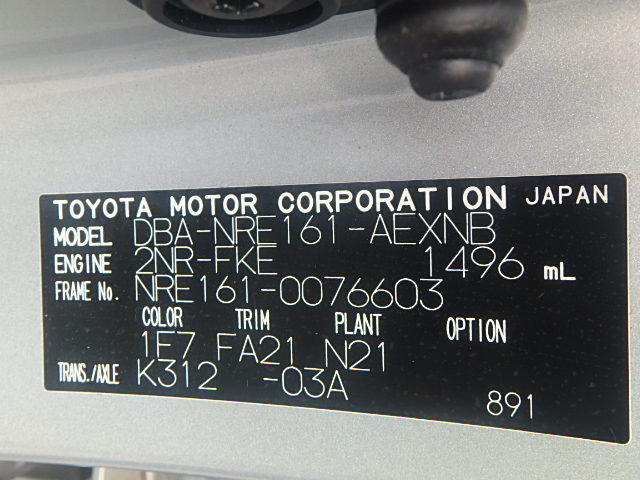 TOYOTA MOTOR CORPORATION JAPAN
MODEL DBA-NRE161-AEXNB
ENGINE 2NR-FKE 1496 mL
FRAME No. NRE161-0076603
COLOR TRIM PLANT OPTION
1F7 FA21 N21
TRANS./AXLE K312 -03A
891